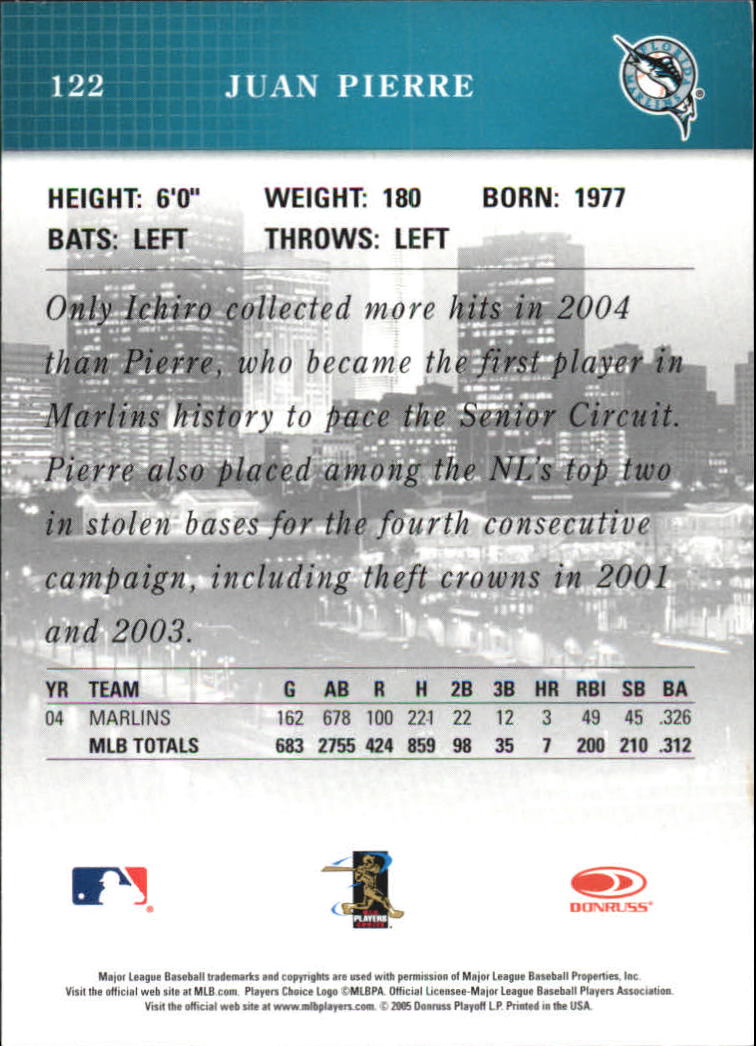 122 JUAN PIERRE
FLORIDA
MARLINS
®
HEIGHT: 6'0" WEIGHT: 180 BORN: 1977
BATS: LEFT THROWS: LEFT
Only Ichiro collected more hits in 2004
than Pierre, who became the first player in
Marlins history to pace the Senior Circuit.
Pierre also placed among the NL's top two
in stolen bases for the fourth consecutive
campaign, including theft crowns in 2001
and 2003.
YR TEAM G AB R H 2B 3B HR RBI SB BA
04 MARLINS 162 678 100 221 22 12 3 49 45 .326
MLB TOTALS 683 2755 424 859 98 35 7 200 210 .312
MLB
PLAYERS
CHOICE
DONRUSS®
Major League Baseball trademarks and copyrights are used with permission of Major League Baseball Properties, Inc.
Visit the official web site at MLB.com. Players Choice Logo ©MLBPA. Official Licensee-Major League Baseball Players Association.
Visit the official web site at www.mlbplayers.com. © 2005 Donruss Playoff L.P. Printed in the USA.